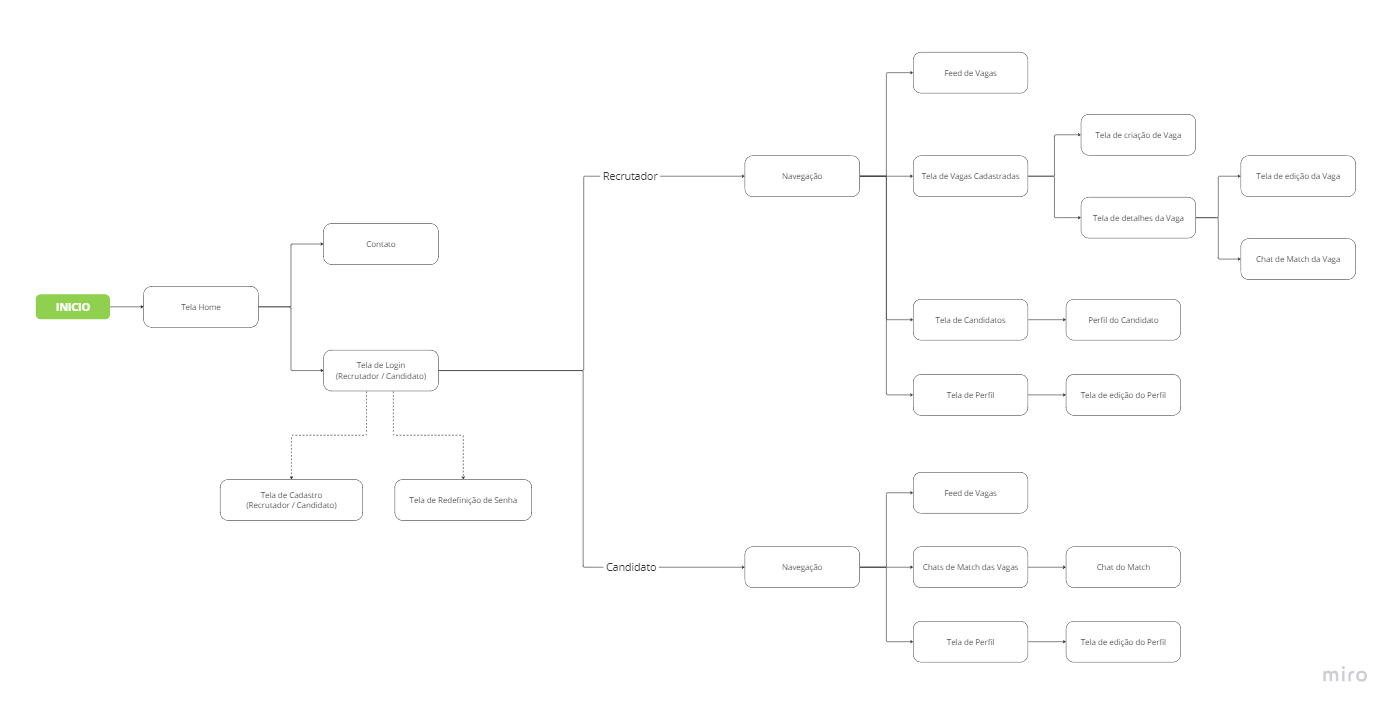 Feed de Vagas
Tela de criação de Vaga
Recrutador
Navegação
Tela de Vagas Cadastradas
Tela de edição da Vaga
Tela de detalhes da Vaga
Contato
Chat de Match da Vaga
INICIO
Tela Home
Tela de Candidatos
Perfil do Candidato
Tela de Login
(Recrutador / Candidato)
Tela de Perfil
Tela de edição do Perfil
Tela de Cadastro
(Recrutador / Candidato)
Tela de Redefinição de Senha
Feed de Vagas
Candidato
Navegação
Chats de Match das Vagas
Chat do Match
Tela de Perfil
Tela de edição do Perfil
miro